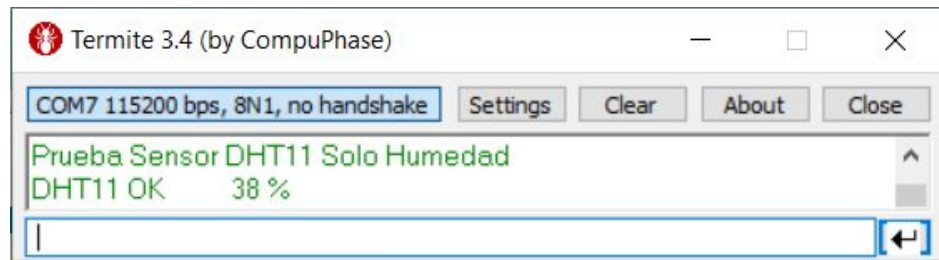 Termite 3.4 (by CompuPhase)
COM7 115200 bps, 8N1, no handshake Settings Clear About Close
Prueba Sensor DHT11 Solo Humedad
DHT11 OK 38 %